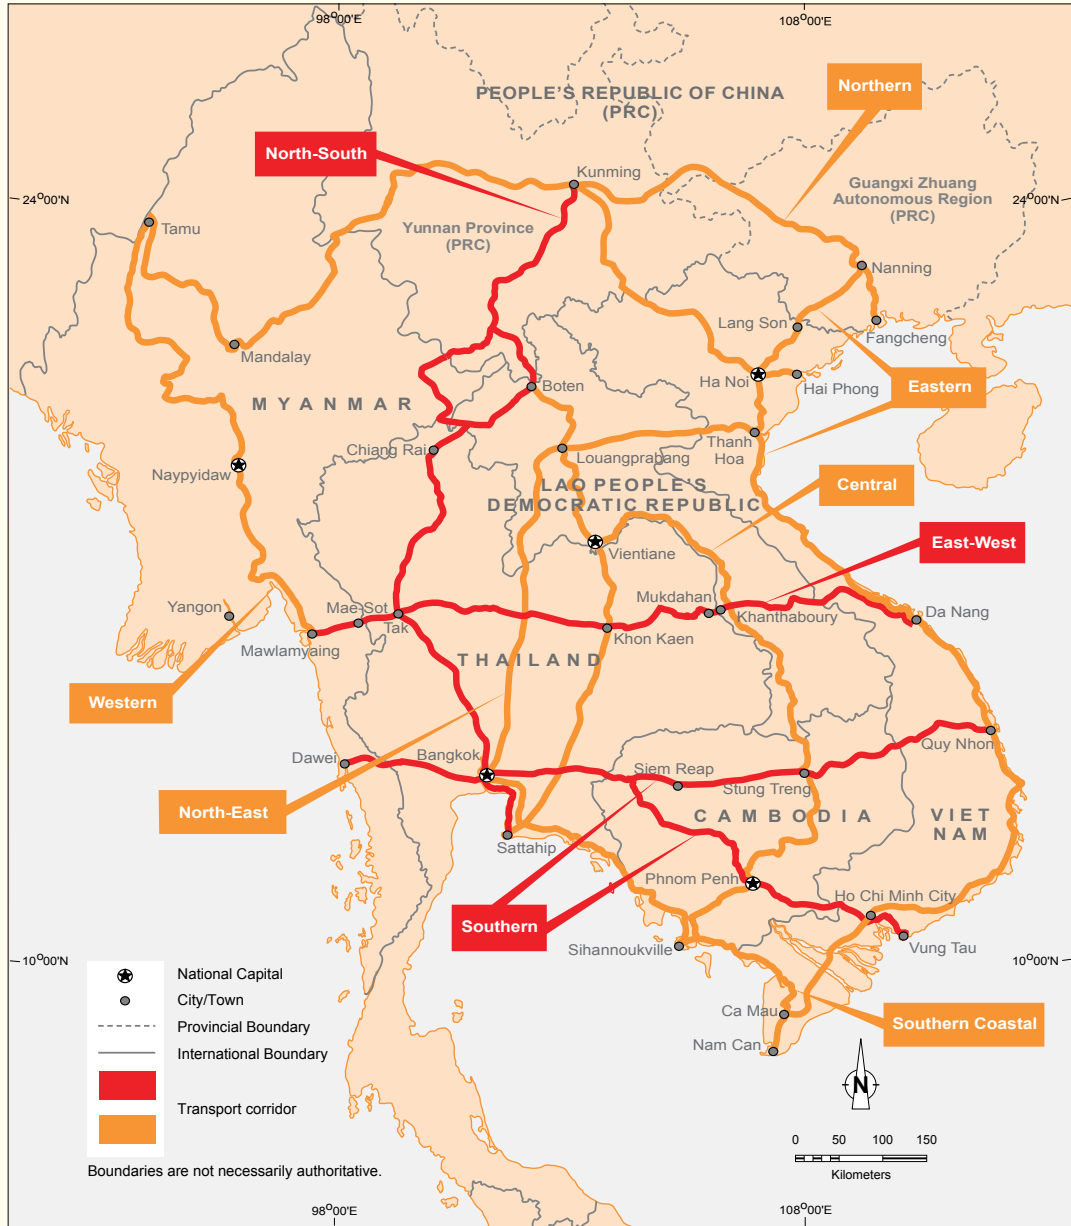 98°00'E
108°00'E
PEOPLE'S REPUBLIC OF CHINA
(PRC)
Northern
North-South
Kunming
24°00'N
24°00'N
Guangxi Zhuang
Autonomous Region
(PRC)
Tamu
Yunnan Province
(PRC)
Nanning
Lang Son
Fangcheng
Mandalay
Ha Noi
Hai Phong
Eastern
Boten
MYANMAR
Chiang Rai
Louangprabang
Thanh
Hoa
Naypyidaw
LAO PEOPLE'S
DEMOCRATIC REPUBLIC
Central
East-West
Vientiane
Yangon
Mae-Sot
Tak
Mukdahan
Khanthaboury
Da Nang
Mawlamyaing
Khon Kaen
THAILAND
Western
Quy Nhon
Dawei
Bangkok
Siem Reap
Stung Treng
North-East
CAMBODIA
VIET
NAM
Sattahip
Phnom Penh
Ho Chi Minh City
Southern
Sihannoukville
Vung Tau
10°00'N
10°00'N
National Capital
City/Town
Provincial Boundary
International Boundary
Transport corridor
Ca Mau
Southern Coastal
Nam Can
N
0 50 100 150
Kilometers
Boundaries are not necessarily authoritative.
98°00'E
108°00'E